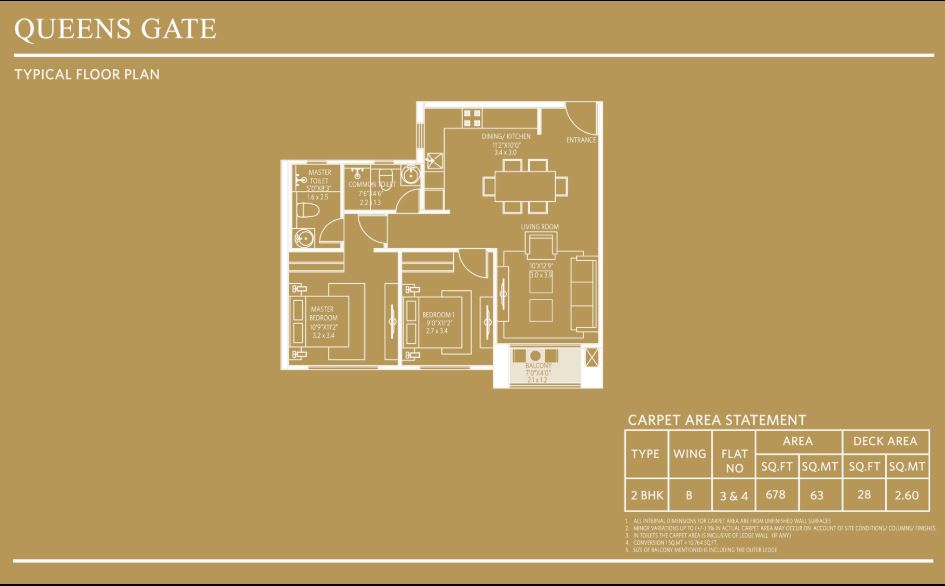 QUEENS GATE
TYPICAL FLOOR PLAN
ENTRANCE
DINING/ KITCHEN
11'2"X10'0"
3.4 x 3.0
MASTER
TOILET
5'0"X8'3"
1.6 x 2.5
COMMON TOILET
7'6"X4'6"
2.2 x 1.3
LIVING ROOM
10'X12'9"
3.0 x 3.9
MASTER
BEDROOM
10'9"X11'2"
3.2 x 3.4
BEDROOM 1
9'0"X11'2"
2.7 x 3.4
BALCONY
7'0"X4'0"
2.1 x 1.2
CARPET AREA STATEMENT
TYPE WING FLAT NO AREA DECK AREA
SQ.FT SQ.MT SQ.FT SQ.MT
2 BHK B 3 & 4 678 63 28 2.60
1. ALL INTERNAL DIMENSIONS FOR CARPET AREA ARE FROM UNFINISHED WALL SURFACES
2. MINOR VARIATIONS UP TO (+/-) 3% IN ACTUAL CARPET AREA MAY OCCUR ON ACCOUNT OF SITE CONDITIONS/ COLUMNS/ FINISHES
3. IN TOILETS THE CARPET AREA IS INCLUSIVE OF LEDGE WALL (IF ANY)
4. CONVERSION 1 SQ.MT = 10.764 SQ.FT.
5. SIZE OF BALCONY MENTIONED IS INCLUDING THE OUTER LEDGE